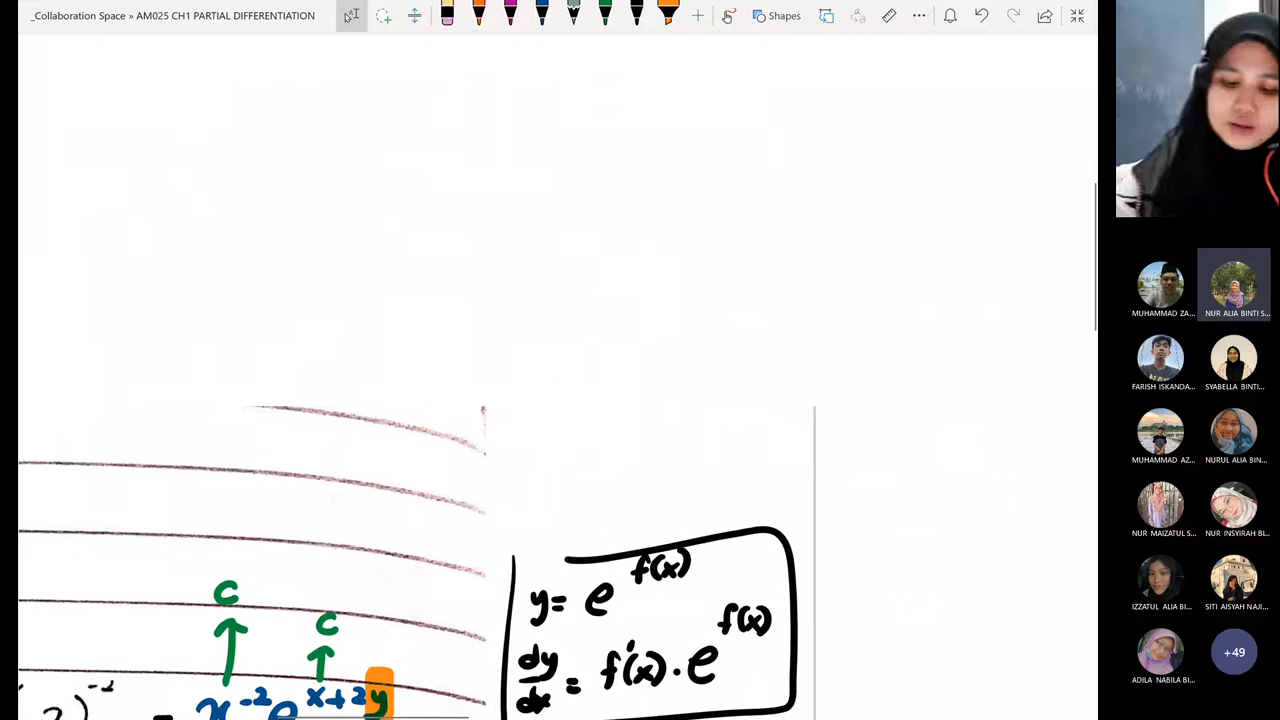 _Collaboration Space » AM025 CH1 PARTIAL DIFFERENTIATION
Shapes
MUHAMMAD ZA...
NUR ALIA BINTI S...
FARISH ISKANDA...
SYABELLA BINTI...
MUHAMMAD AZ...
NURUL ALIA BIN...
NUR MAIZATUL S...
NUR INSYIRAH BI...
IZZATUL ALIA BI...
SITI AISYAH NAJI...
ADILA NABILA BI...
+49
y = e^f(x)
dy/dx = f'(x) · e^f(x)
C
C
)⁻² = x⁻² e^x+2y